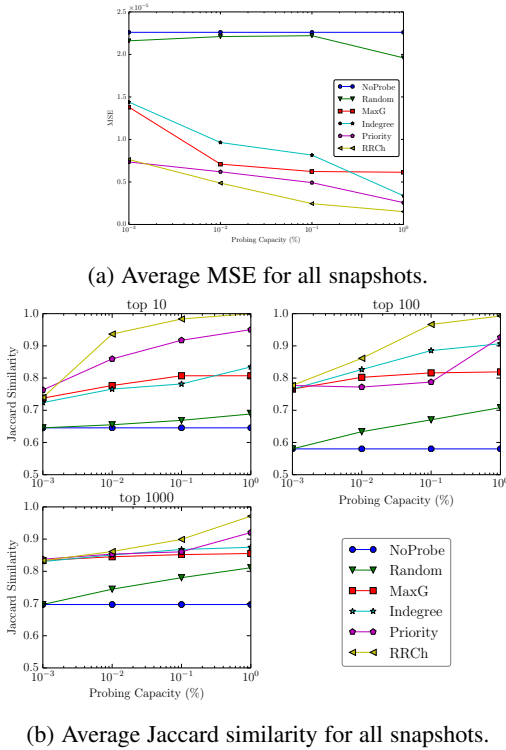 ×10⁻⁵
2.5
2.0
1.5
1.0
0.5
0.0
MSE
NoProbe
Random
MaxG
Indegree
Priority
RRCh
10⁻³ 10⁻² 10⁻¹ 10⁰
Probing Capacity (%)
(a) Average MSE for all snapshots.
top 10
1.0
0.9
0.8
0.7
0.6
0.5
Jaccard Similarity
10⁻³ 10⁻² 10⁻¹ 10⁰
top 100
1.0
0.9
0.8
0.7
0.6
0.5
10⁻³ 10⁻² 10⁻¹ 10⁰
Probing Capacity (%)
top 1000
1.0
0.9
0.8
0.7
0.6
0.5
Jaccard Similarity
10⁻³ 10⁻² 10⁻¹ 10⁰
Probing Capacity (%)
NoProbe
Random
MaxG
Indegree
Priority
RRCh
(b) Average Jaccard similarity for all snapshots.